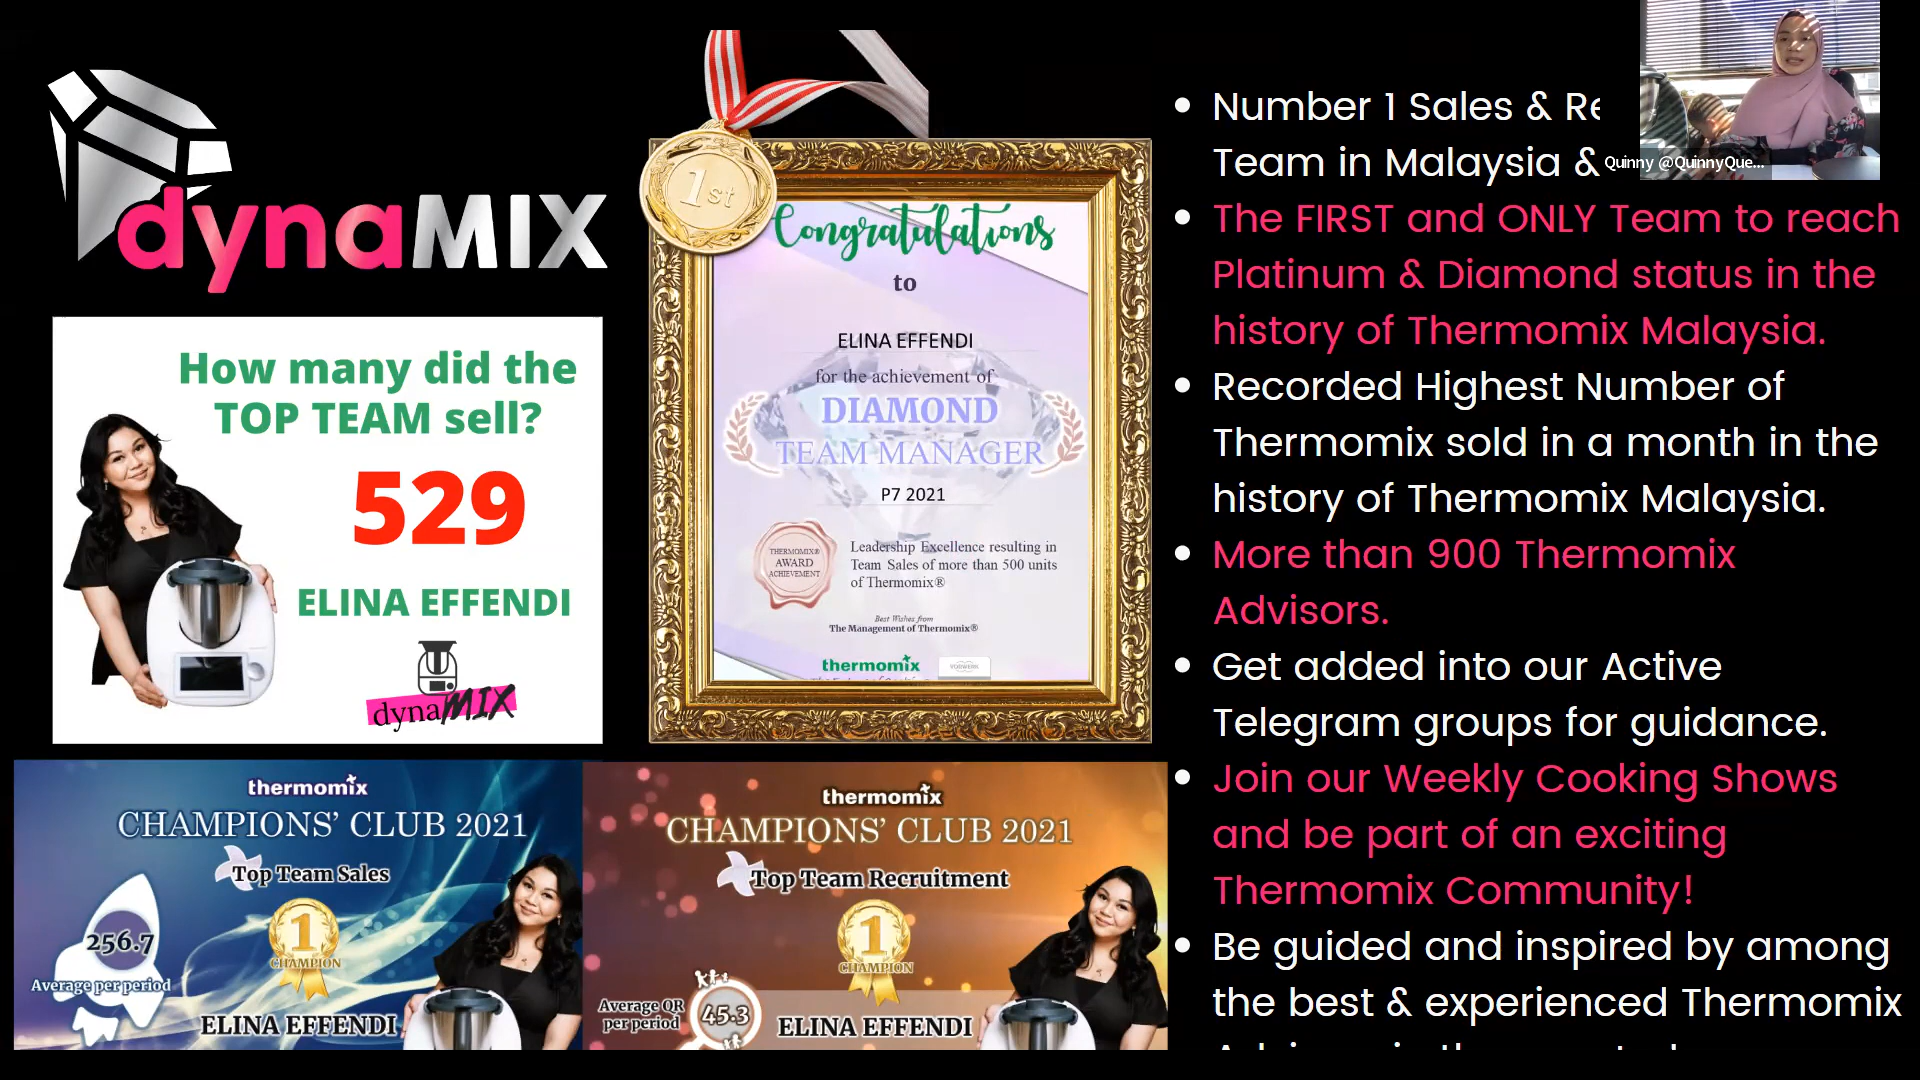 dynaMIX
How many did the
TOP TEAM sell?
529
ELINA EFFENDI
dynaMIX
1st
Congratulations
to
ELINA EFFENDI
for the achievement of
DIAMOND
TEAM MANAGER
P7 2021
THERMOMIX®
AWARD
ACHIEVEMENT
Leadership Excellence resulting in
Team Sales of more than 500 units
of Thermomix®
Best Wishes from
The Management of Thermomix®
thermomix
VORWERK
thermomix
CHAMPIONS' CLUB 2021
Top Team Sales
256.7
Average per period
1
CHAMPION
ELINA EFFENDI
thermomix
CHAMPIONS' CLUB 2021
Top Team Recruitment
1
CHAMPION
Average QR
per period
45.3
ELINA EFFENDI
Number 1 Sales & Re
Team in Malaysia &
Quinny @QuinnyQue...
The FIRST and ONLY Team to reach
Platinum & Diamond status in the
history of Thermomix Malaysia.
Recorded Highest Number of
Thermomix sold in a month in the
history of Thermomix Malaysia.
More than 900 Thermomix
Advisors.
Get added into our Active
Telegram groups for guidance.
Join our Weekly Cooking Shows
and be part of an exciting
Thermomix Community!
Be guided and inspired by among
the best & experienced Thermomix